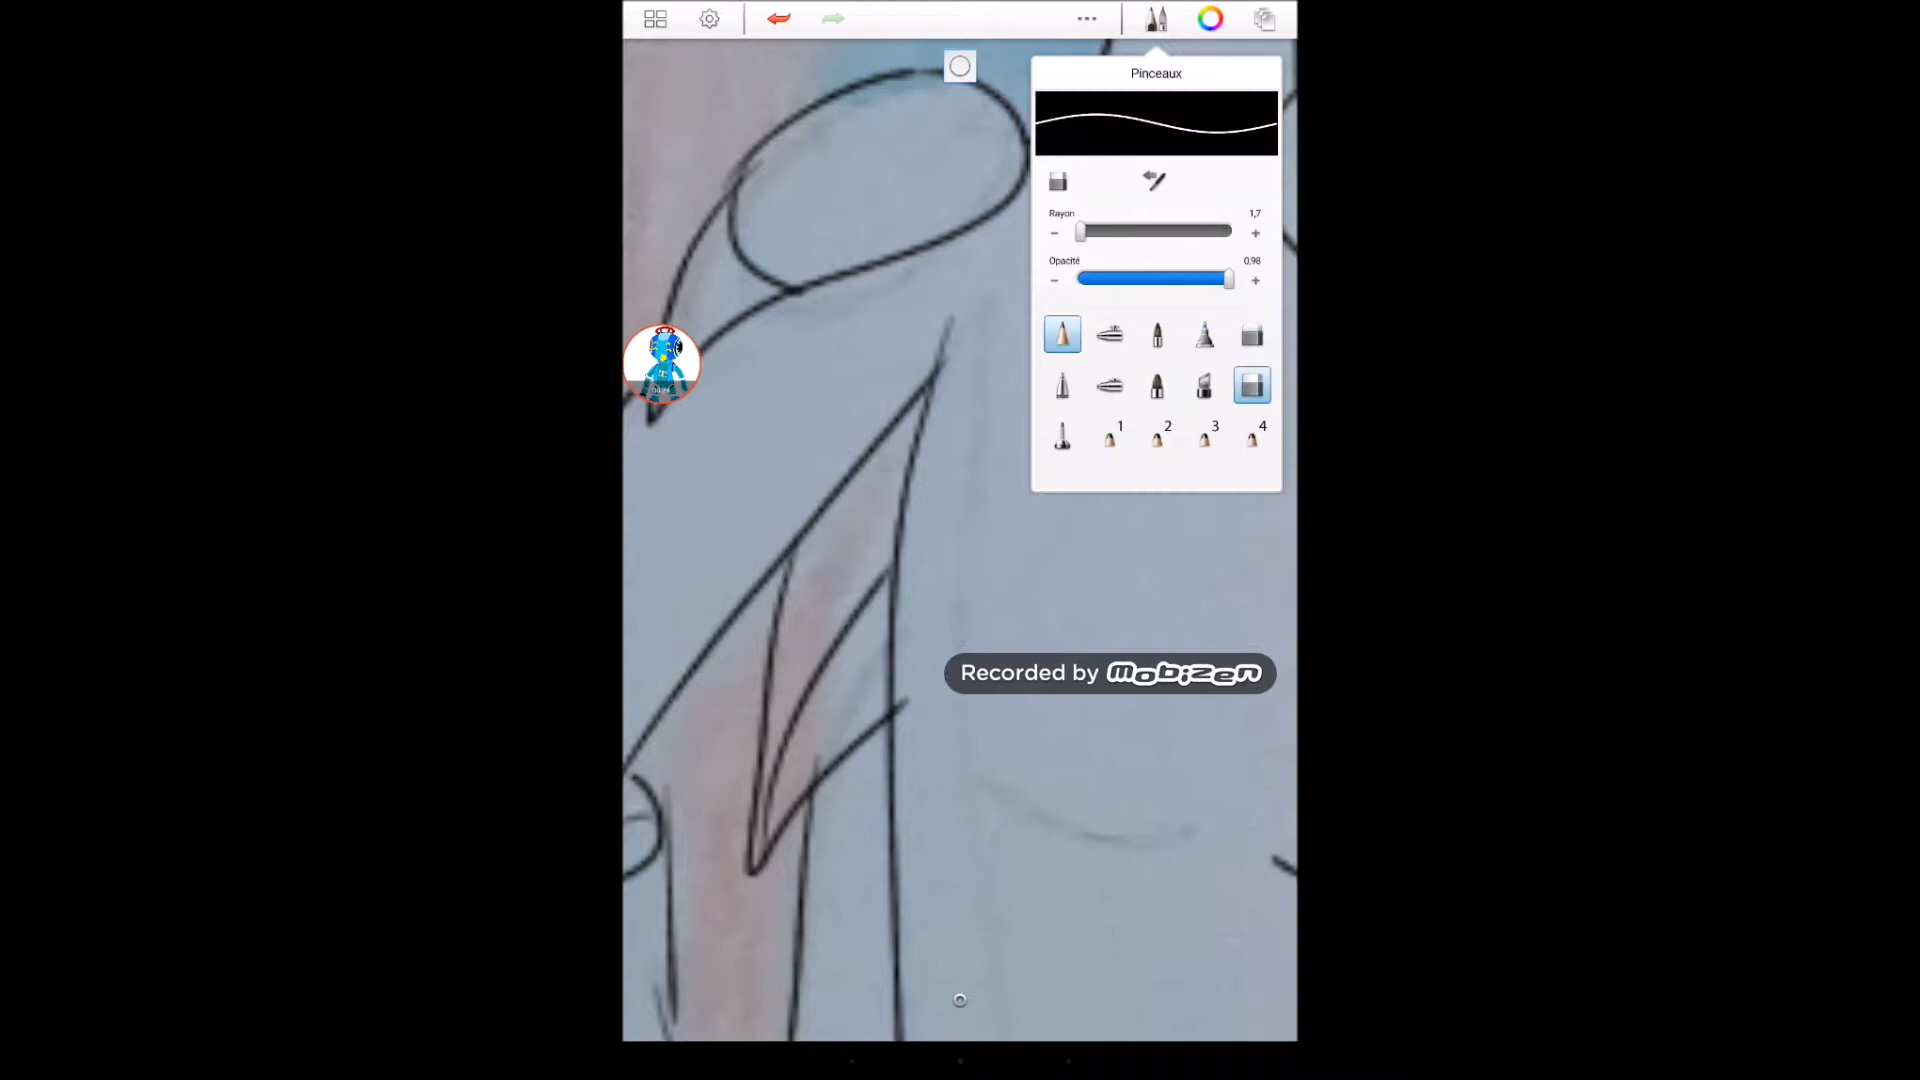 Pinceaux
Rayon 1,7
Opacité 0,98
1 2 3 4
Recorded by mobizen